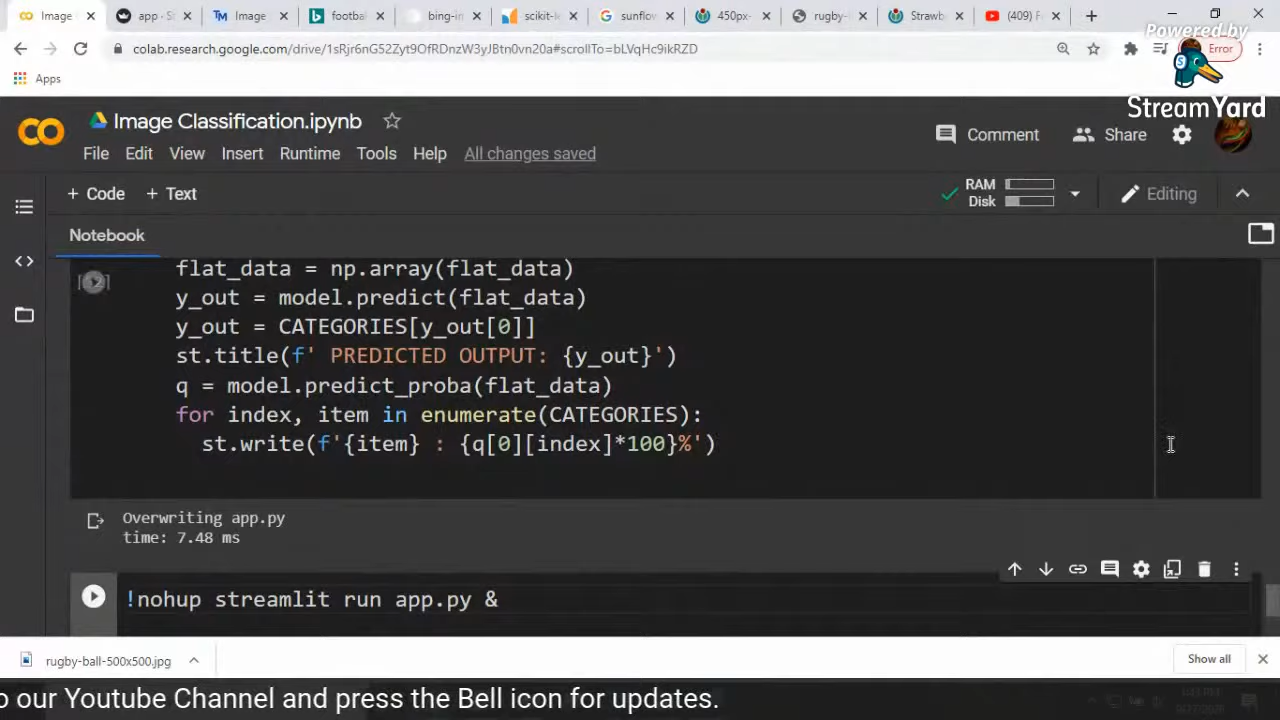 Image
app - S
Image
footbal
bing-in
scikit-le
sunflow
450px-
rugby-
Strawb
(409) F
colab.research.google.com/drive/1sRjr6nG52Zyt9OfRDnzW3yJBtn0vn20a#scrollTo=bLVqHc9ikRZD
Error
Powered by
StreamYard
Apps
CO
Image Classification.ipynb
File Edit View Insert Runtime Tools Help All changes saved
Comment
Share
+ Code + Text
RAM
Disk
Editing
Notebook
flat_data = np.array(flat_data)
y_out = model.predict(flat_data)
y_out = CATEGORIES[y_out[0]]
st.title(f' PREDICTED OUTPUT: {y_out}')
q = model.predict_proba(flat_data)
for index, item in enumerate(CATEGORIES):
st.write(f'{item} : {q[0][index]*100}%')
Overwriting app.py
time: 7.48 ms
!nohup streamlit run app.py &
rugby-ball-500x500.jpg
Show all
o our Youtube Channel and press the Bell icon for updates.